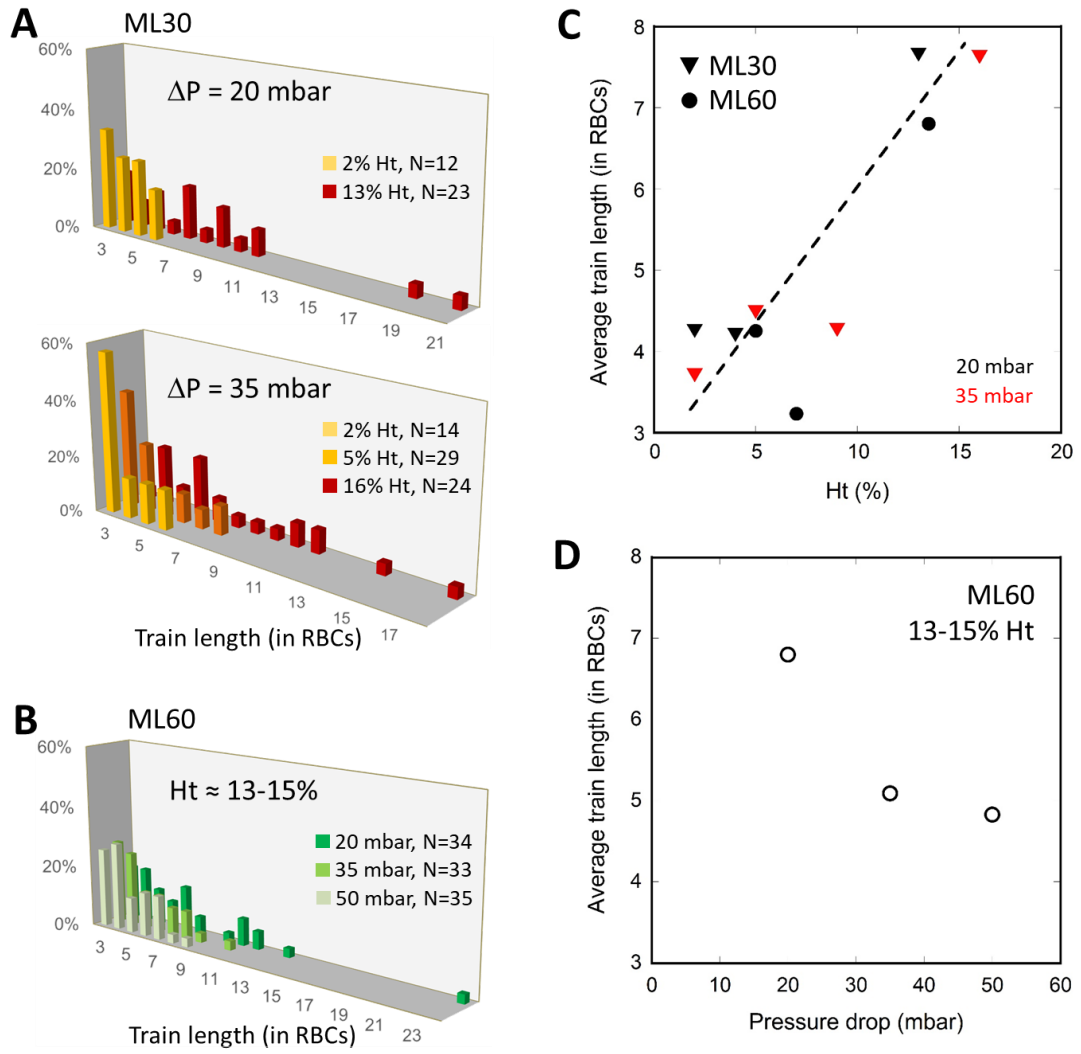 A
ML30
60%
40%
20%
0%
ΔP = 20 mbar
2% Ht, N=12
13% Ht, N=23
3
5
7
9
11
13
15
17
19
21
60%
40%
20%
0%
ΔP = 35 mbar
2% Ht, N=14
5% Ht, N=29
16% Ht, N=24
3
5
7
9
11
13
15
17
Train length (in RBCs)
B
ML60
60%
40%
20%
0%
Ht ≈ 13-15%
20 mbar, N=34
35 mbar, N=33
50 mbar, N=35
3
5
7
9
11
13
15
17
19
21
23
Train length (in RBCs)
C
Average train length (in RBCs)
8
7
6
5
4
3
ML30
ML60
20 mbar
35 mbar
0
5
10
15
20
Ht (%)
D
Average train length (in RBCs)
8
7
6
5
4
3
ML60
13-15% Ht
0
10
20
30
40
50
60
Pressure drop (mbar)